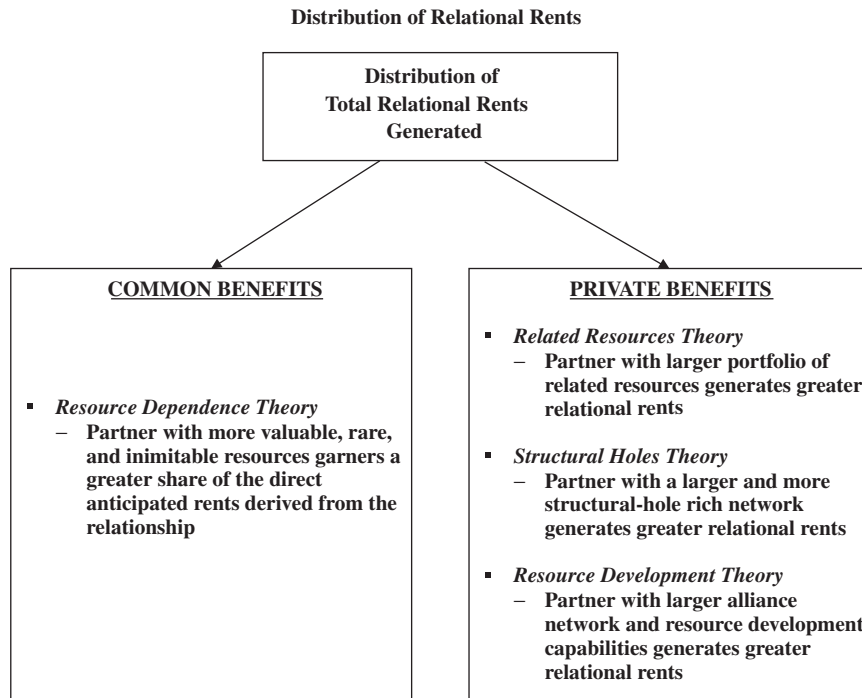 Distribution of Relational Rents
Distribution of
Total Relational Rents
Generated
COMMON BENEFITS
▪ Resource Dependence Theory
– Partner with more valuable, rare,
and inimitable resources garners a
greater share of the direct
anticipated rents derived from the
relationship
PRIVATE BENEFITS
▪ Related Resources Theory
– Partner with larger portfolio of
related resources generates greater
relational rents
▪ Structural Holes Theory
– Partner with a larger and more
structural-hole rich network
generates greater relational rents
▪ Resource Development Theory
– Partner with larger alliance
network and resource development
capabilities generates greater
relational rents